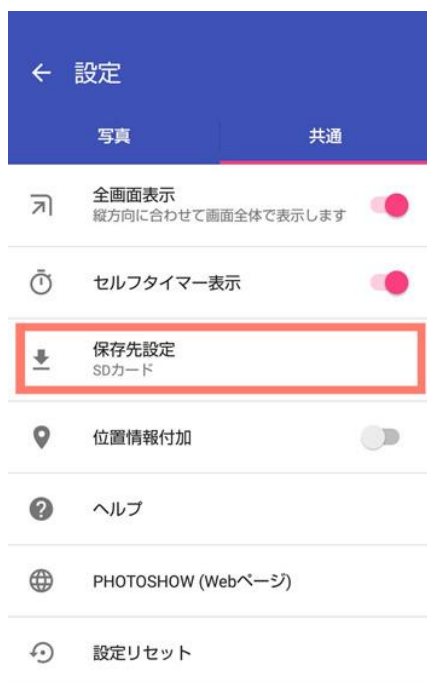 設定
写真
共通
全画面表示
縦方向に合わせて画面全体で表示します
セルフタイマー表示
保存先設定
SDカード
位置情報付加
ヘルプ
PHOTOSHOW (Webページ)
設定リセット